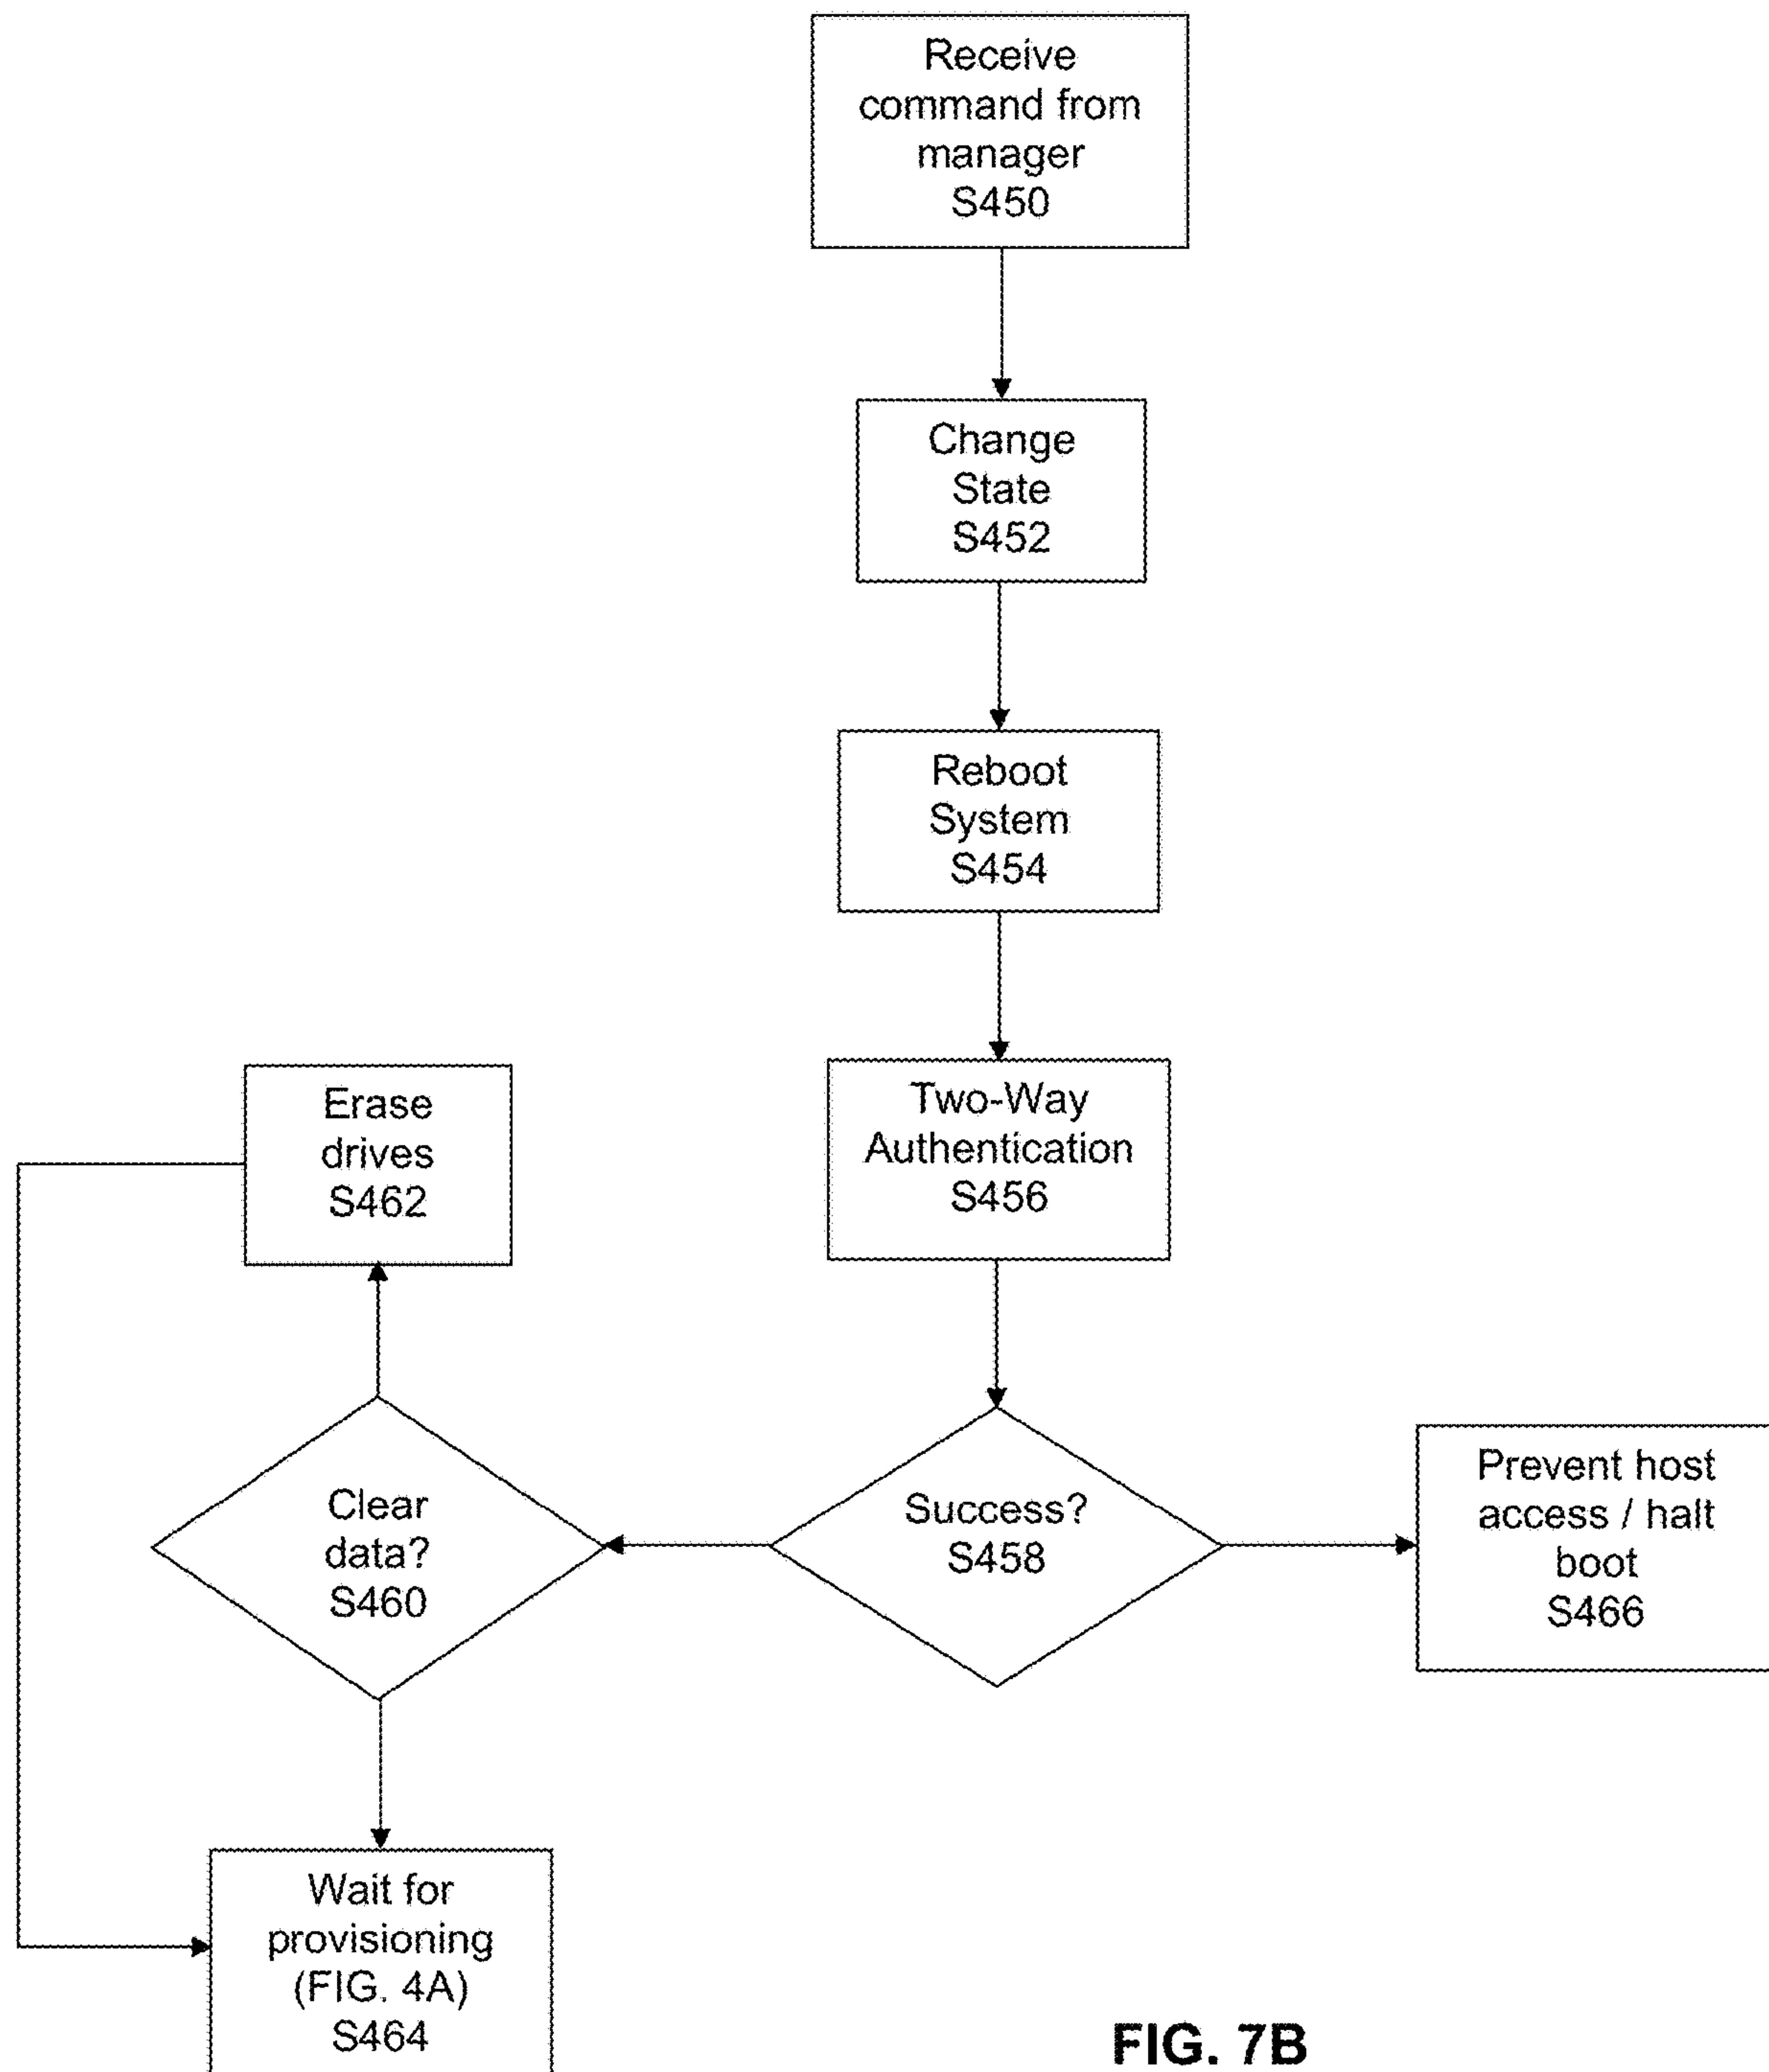 Receive
command from
manager
S450
Change
State
S452
Reboot
System
S454
Two-Way
Authentication
S456
Erase
drives
S462
Success?
S458
Clear
data?
S460
Prevent host
access / halt
boot
S466
Wait for
provisioning
(FIG. 4A)
S464
FIG. 7B